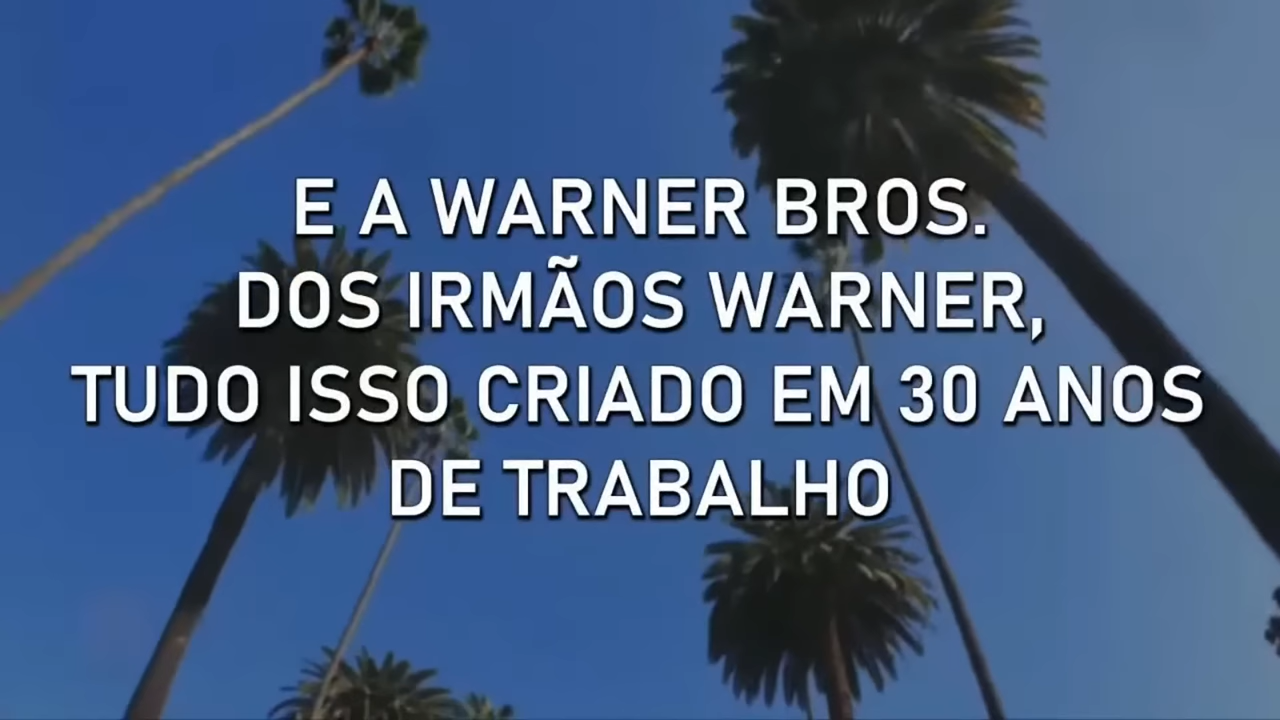 E A WARNER BROS.
DOS IRMÃOS WARNER,
TUDO ISSO CRIADO EM 30 ANOS
DE TRABALHO